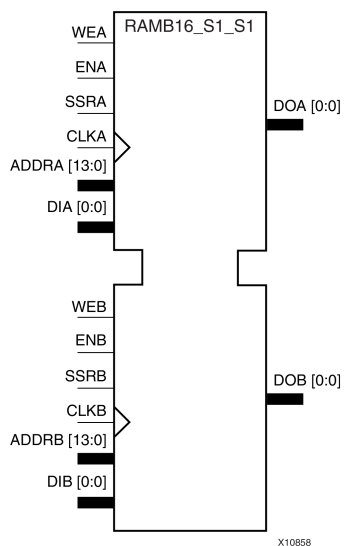 RAMB16_S1_S1
WEA
ENA
SSRA
CLKA
ADDRA [13:0]
DIA [0:0]
DOA [0:0]
WEB
ENB
SSRB
CLKB
ADDRB [13:0]
DIB [0:0]
DOB [0:0]
X10858